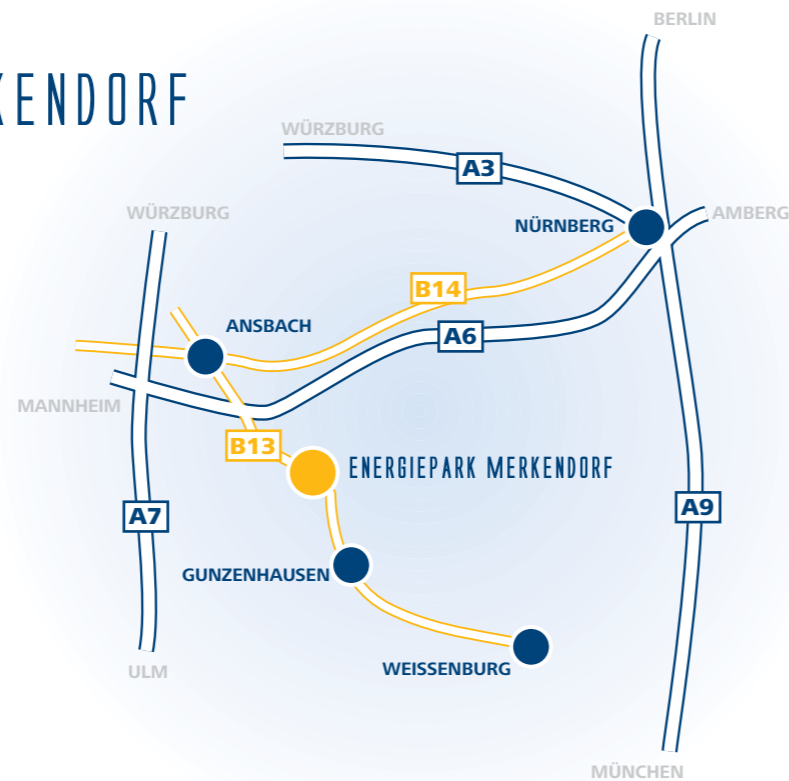 BERLIN
KENDORF
WÜRZBURG
A3
WÜRZBURG
AMBERG
NÜRNBERG
B14
ANSBACH
A6
MANNHEIM
B13
ENERGIEPARK MERKENDORF
A7
A9
GUNZENHAUSEN
WEISSENBURG
ULM
MÜNCHEN